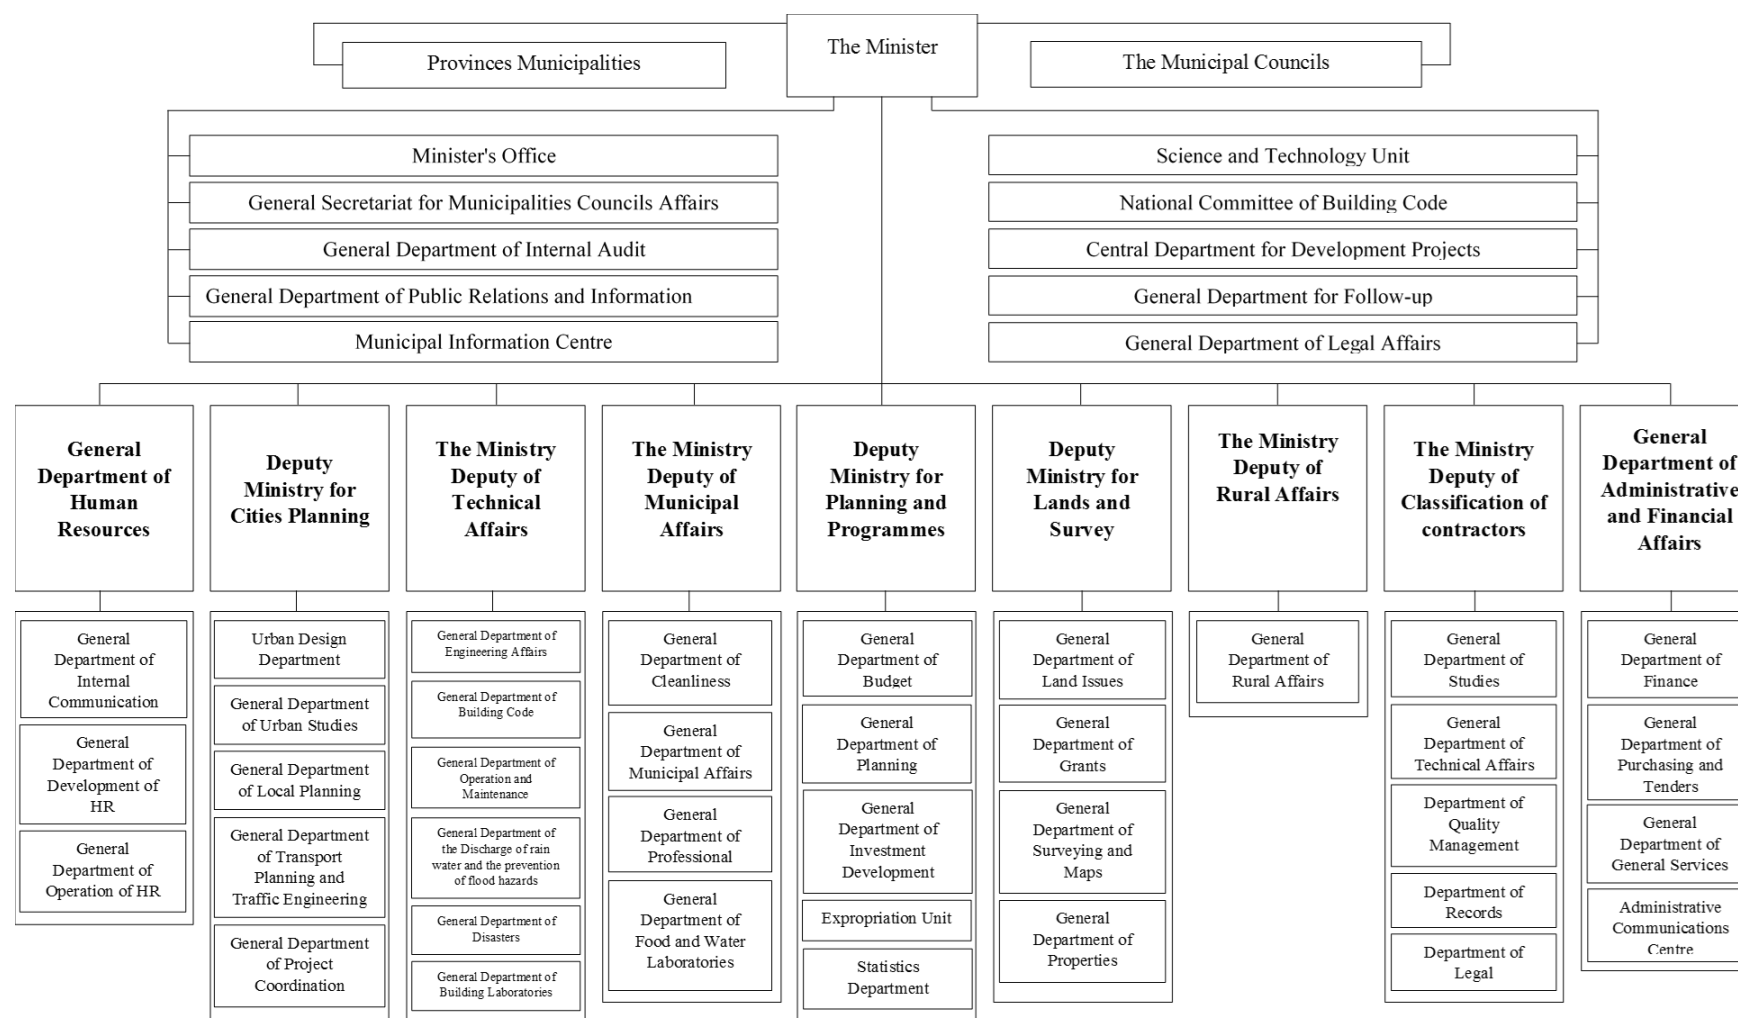 The Minister
Provinces Municipalities
The Municipal Councils
Minister's Office
General Secretariat for Municipalities Councils Affairs
General Department of Internal Audit
General Department of Public Relations and Information
Municipal Information Centre
Science and Technology Unit
National Committee of Building Code
Central Department for Development Projects
General Department for Follow-up
General Department of Legal Affairs
General
Department of
Human
Resources
General
Department of
Internal
Communication
General
Department of
Development of
HR
General
Department of
Operation of HR
Deputy
Ministry for
Cities Planning
Urban Design
Department
General Department
of Urban Studies
General Department
of Local Planning
General Department
of Transport
Planning and
Traffic Engineering
General Department
of Project
Coordination
The Ministry
Deputy of
Technical
Affairs
General Department of
Engineering Affairs
General Department of
Building Code
General Department of
Operation and
Maintenance
General Department of
the Discharge of rain
water and the prevention
of flood hazards
General Department of
Disasters
General Department of
Building Laboratories
The Ministry
Deputy of
Municipal
Affairs
General
Department of
Cleanliness
General
Department of
Municipal Affairs
General
Department of
Professional
General
Department of
Food and Water
Laboratories
Deputy
Ministry for
Planning and
Programmes
General
Department of
Budget
General
Department of
Planning
General
Department of
Investment
Development
Expropriation Unit
Statistics
Department
Deputy
Ministry for
Lands and
Survey
General
Department of
Land Issues
General
Department of
Grants
General
Department of
Surveying and
Maps
General
Department of
Properties
The Ministry
Deputy of
Rural Affairs
General
Department of
Rural Affairs
The Ministry
Deputy of
Classification of
contractors
General
Department of
Studies
General
Department of
Technical Affairs
Department of
Quality
Management
Department of
Records
Department of
Legal
General
Department of
Administrative
and Financial
Affairs
General
Department of
Finance
General
Department of
Purchasing and
Tenders
General
Department of
General Services
Administrative
Communications
Centre